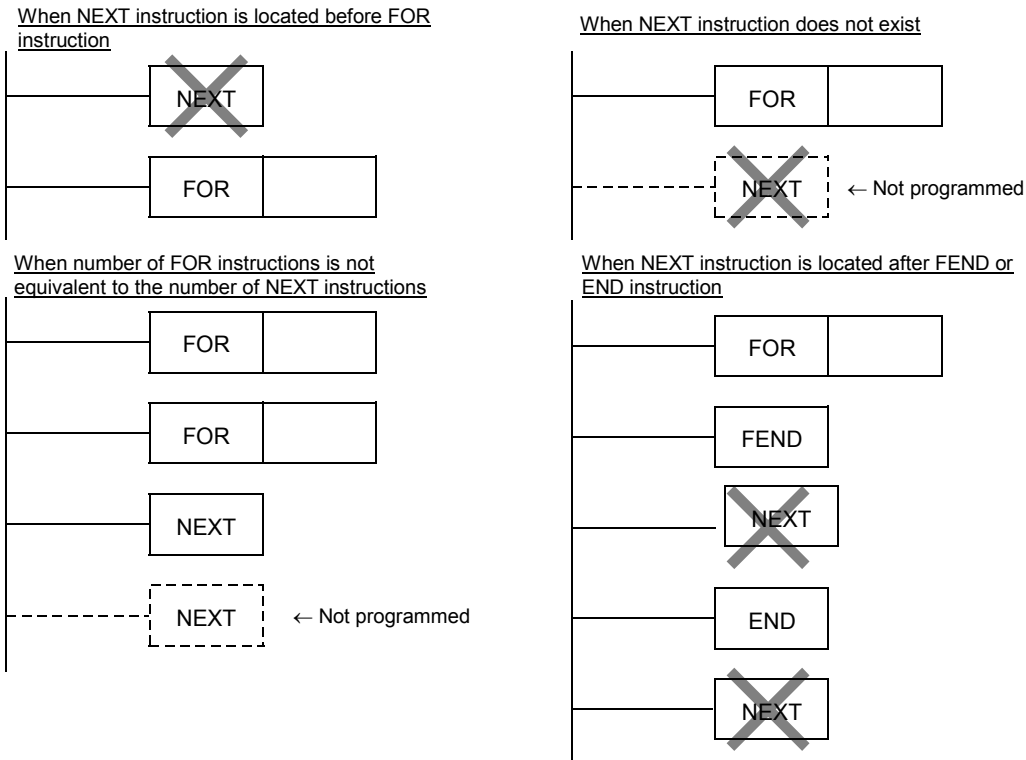 When NEXT instruction is located before FOR
instruction
NEXT
FOR
When NEXT instruction does not exist
FOR
NEXT ← Not programmed
When number of FOR instructions is not
equivalent to the number of NEXT instructions
FOR
FOR
NEXT
NEXT ← Not programmed
When NEXT instruction is located after FEND or
END instruction
FOR
FEND
NEXT
END
NEXT